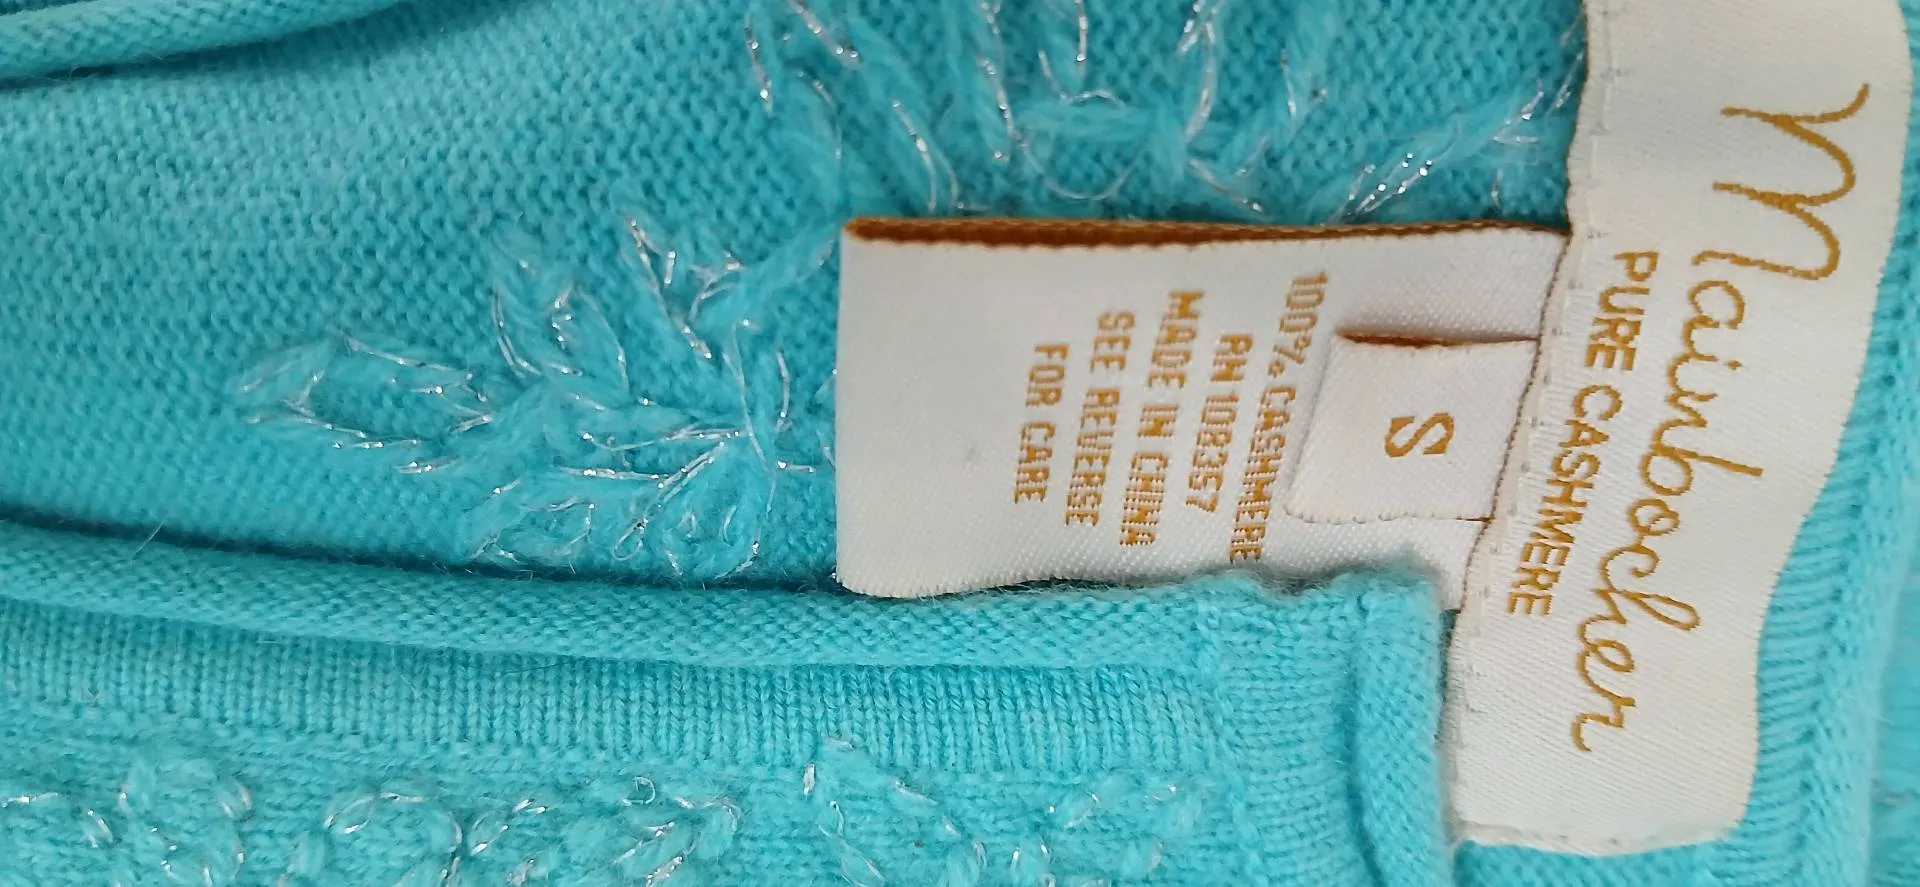 Mainbocher
PURE CASHMERE
S
100% CASHMERE
RN 108357
MADE IN CHINA
SEE REVERSE
FOR CARE